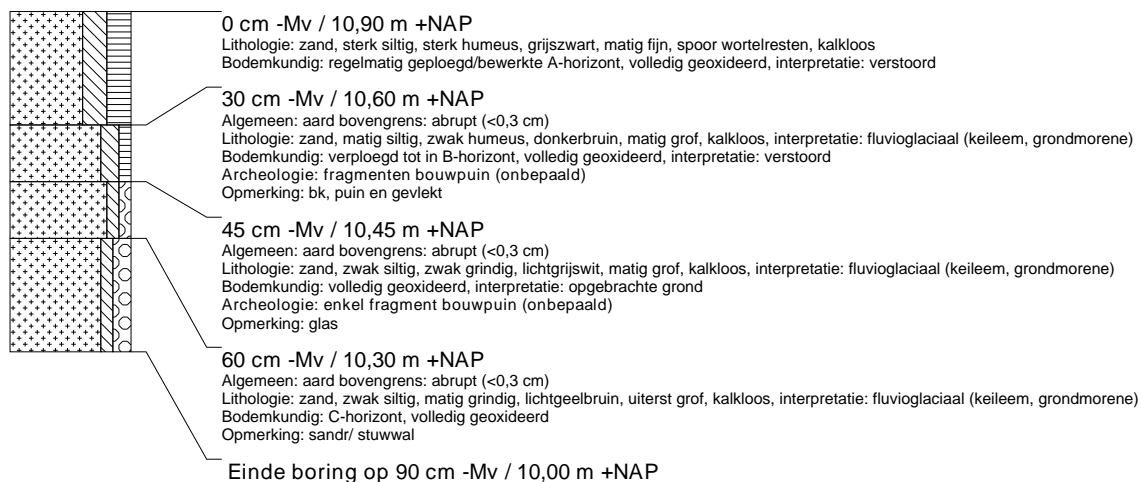 0 cm -Mv / 10,90 m +NAP
Lithologie: zand, sterk siltig, sterk humeus, grijszwart, matig fijn, spoor wortelresten, kalkloos
Bodemkundig: regelmatig geploegd/bewerkte A-horizont, volledig geoxideerd, interpretatie: verstoord
30 cm -Mv / 10,60 m +NAP
Algemeen: aard bovengrens: abrupt (<0,3 cm)
Lithologie: zand, matig siltig, zwak humeus, donkerbruin, matig grof, kalkloos, interpretatie: fluvioglaciaal (keileem, grondmorene)
Bodemkundig: verploegd tot in B-horizont, volledig geoxideerd, interpretatie: verstoord
Archeologie: fragmenten bouwpuin (onbepaald)
Opmerking: bk, puin en gevlekt
45 cm -Mv / 10,45 m +NAP
Algemeen: aard bovengrens: abrupt (<0,3 cm)
Lithologie: zand, zwak siltig, zwak grindig, lichtgrijswit, matig grof, kalkloos, interpretatie: fluvioglaciaal (keileem, grondmorene)
Bodemkundig: volledig geoxideerd, interpretatie: opgebrachte grond
Archeologie: enkel fragment bouwpuin (onbepaald)
Opmerking: glas
60 cm -Mv / 10,30 m +NAP
Algemeen: aard bovengrens: abrupt (<0,3 cm)
Lithologie: zand, zwak siltig, matig grindig, lichtgeelbruin, uiterst grof, kalkloos, interpretatie: fluvioglaciaal (keileem, grondmorene)
Bodemkundig: C-horizont, volledig geoxideerd
Opmerking: sandr/ stuwwal
Einde boring op 90 cm -Mv / 10,00 m +NAP